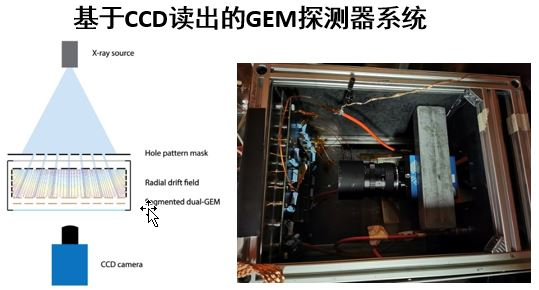 基于CCD读出的GEM探测器系统
X-ray source
Hole pattern mask
Radial drift field
Segmented dual-GEM
CCD camera